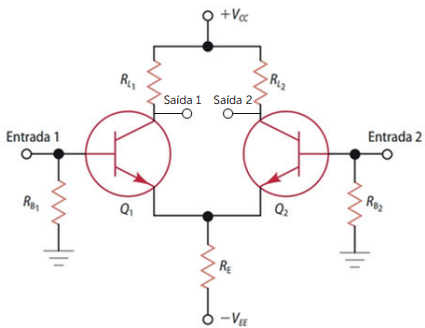 +VCC
RL1
RL2
Saída 1 Saída 2
Entrada 1
Entrada 2
RB1
Q1
Q2
RB2
RE
−VEE